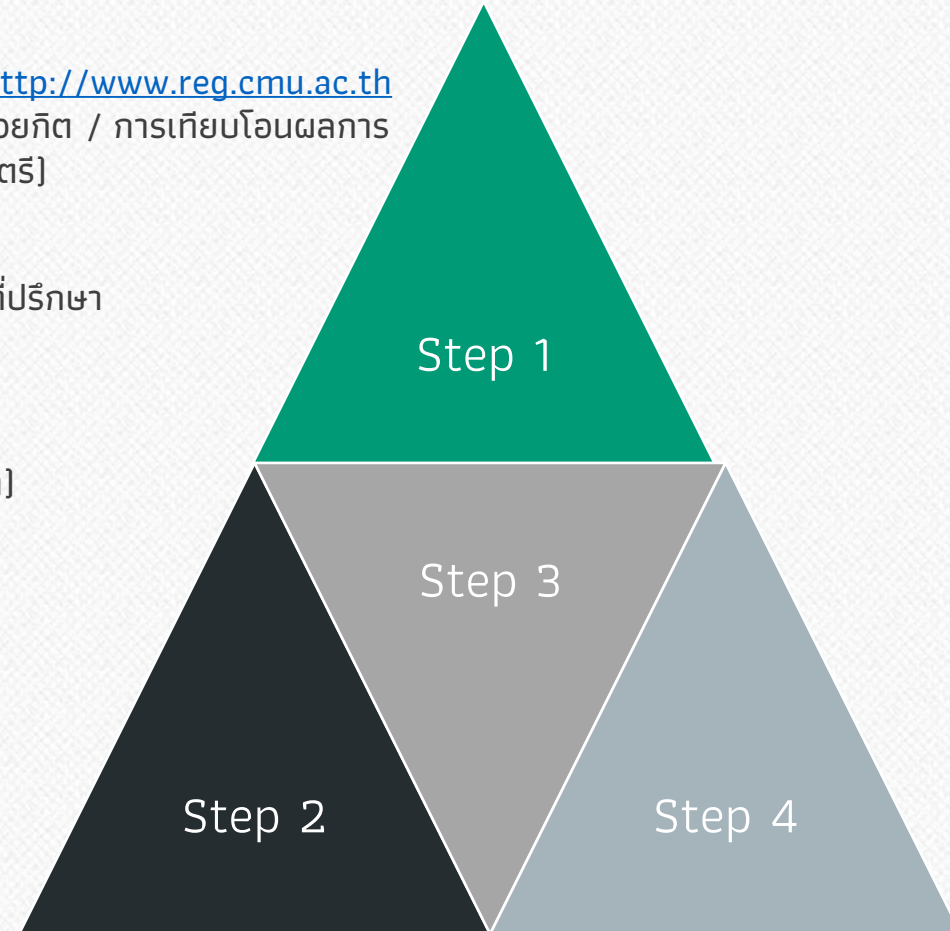 ttp://www.reg.cmu.ac.th
วยกิต / การเทียบโอนผลการ
ตรี)
ที่ปรึกษา
)
Step 1
Step 3
Step 2
Step 4